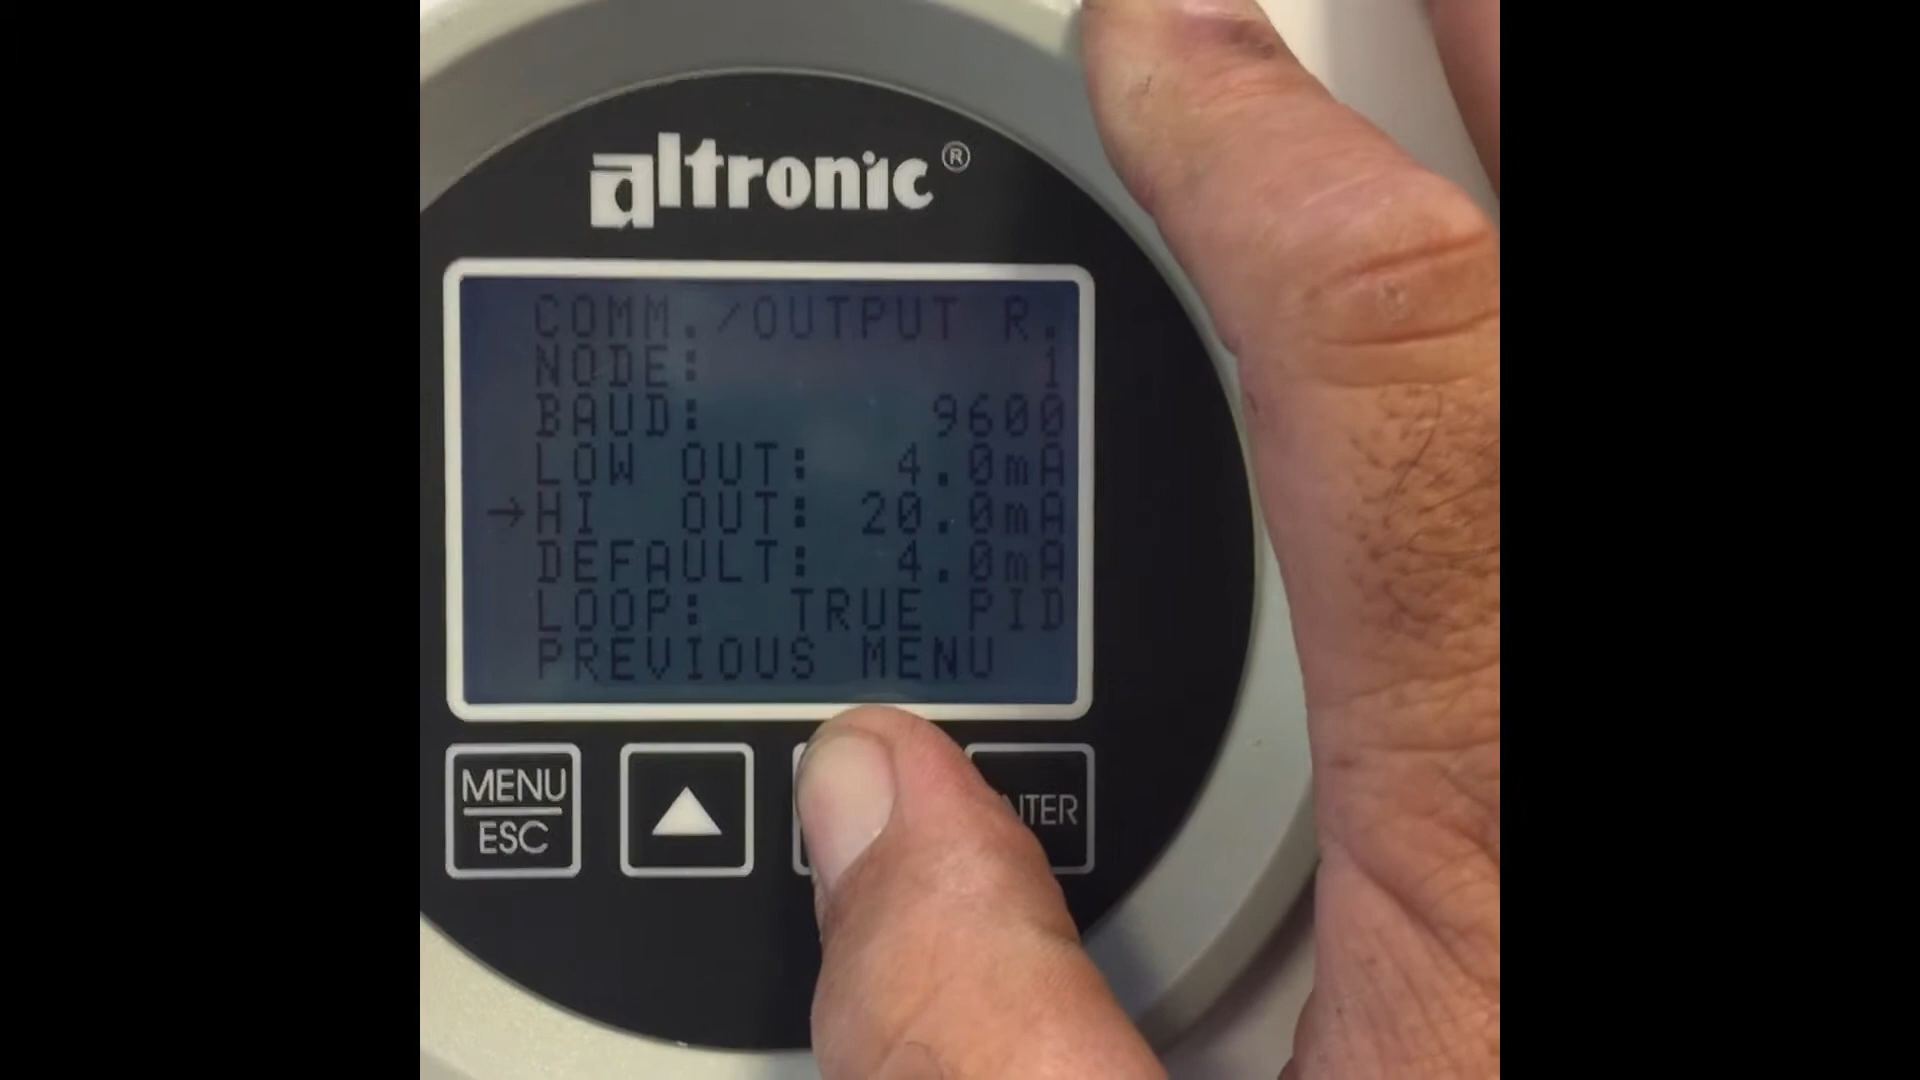 altronic ®
COMM./OUTPUT R.
NODE: 1
BAUD: 9600
LOW OUT: 4.0mA
→HI OUT: 20.0mA
DEFAULT: 4.0mA
LOOP: TRUE PID
PREVIOUS MENU
MENU
ESC
NTER